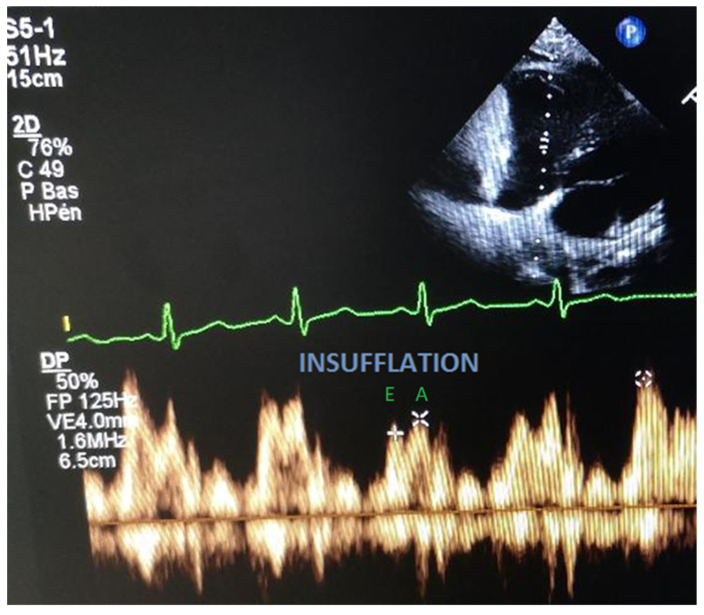 S5-1
51Hz
15cm
2D
76%
C 49
P Bas
HPén
P
DP
50%
FP 125Hz
VE4.0mm
1.6MHz
6.5cm
INSUFFLATION
E A